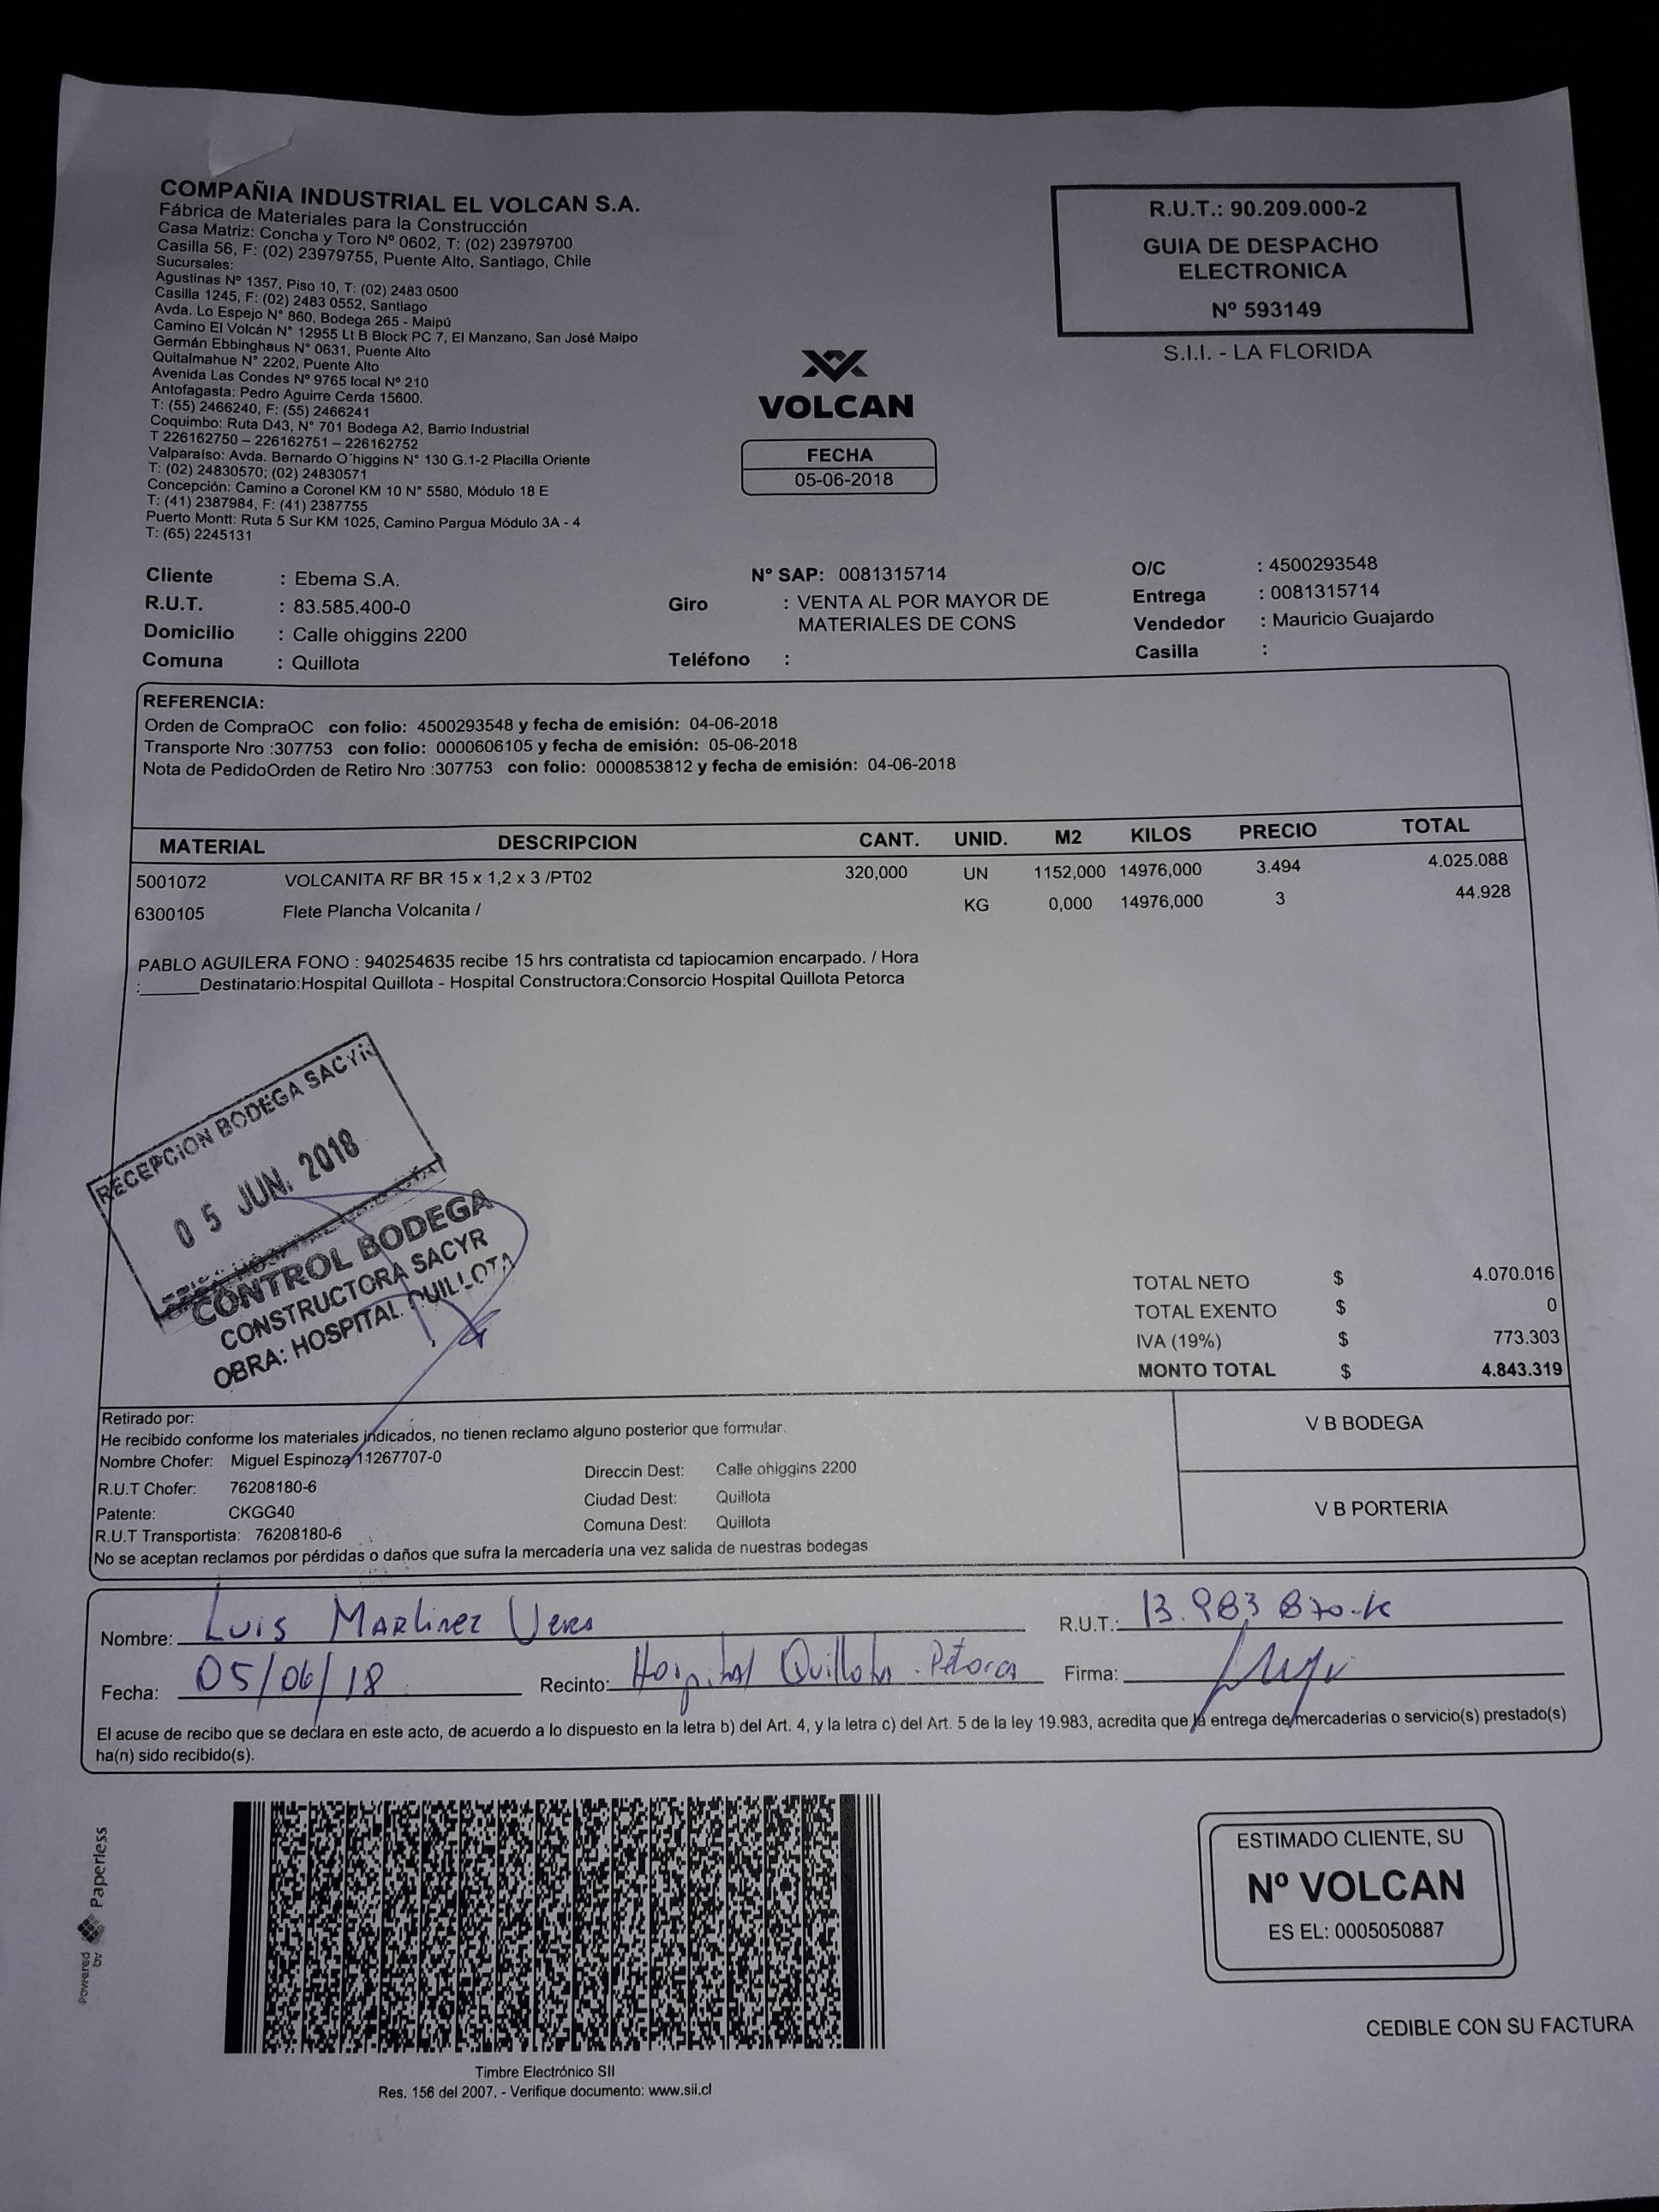 COMPAÑIA INDUSTRIAL EL VOLCAN S.A.
Fábrica de Materiales para la Construcción
Casa Matriz: Concha y Toro Nº 0602, T: (02) 23979700
Casilla 56, F: (02) 23979755, Puente Alto, Santiago, Chile
Sucursales:
Agustinas Nº 1357, Piso 10, T: (02) 2483 0500
Casilla 1245, F: (02) 2483 0552, Santiago
Avda. Lo Espejo N° 860, Bodega 265 - Maipú
Camino El Volcán N° 12955 Lt B Block PC 7, El Manzano, San José Maipo
Germán Ebbinghaus N° 0631, Puente Alto
Quitalmahue N° 2202, Puente Alto
Avenida Las Condes Nº 9765 local Nº 210
Antofagasta: Pedro Aguirre Cerda 15600.
T: (55) 2466240, F: (55) 2466241
Coquimbo: Ruta D43, N° 701 Bodega A2, Barrio Industrial
T 226162750 – 226162751 – 226162752
Valparaíso: Avda. Bernardo O´higgins N° 130 G.1-2 Placilla Oriente
T: (02) 24830570; (02) 24830571
Concepción: Camino a Coronel KM 10 N° 5580, Módulo 18 E
T: (41) 2387984, F: (41) 2387755
Puerto Montt: Ruta 5 Sur KM 1025, Camino Pargua Módulo 3A - 4
T: (65) 2245131
R.U.T.: 90.209.000-2
GUIA DE DESPACHO
ELECTRONICA
Nº 593149
S.I.I. - LA FLORIDA
VOLCAN
FECHA
05-06-2018
Cliente : Ebema S.A. N° SAP: 0081315714 O/C : 4500293548
R.U.T. : 83.585.400-0 Giro : VENTA AL POR MAYOR DE Entrega : 0081315714
Domicilio : Calle ohiggins 2200 MATERIALES DE CONS Vendedor : Mauricio Guajardo
Comuna : Quillota Teléfono : Casilla :
REFERENCIA:
Orden de CompraOC con folio: 4500293548 y fecha de emisión: 04-06-2018
Transporte Nro :307753 con folio: 0000606105 y fecha de emisión: 05-06-2018
Nota de PedidoOrden de Retiro Nro :307753 con folio: 0000853812 y fecha de emisión: 04-06-2018
MATERIAL DESCRIPCION CANT. UNID. M2 KILOS PRECIO TOTAL
5001072 VOLCANITA RF BR 15 x 1,2 x 3 /PT02 320,000 UN 1152,000 14976,000 3.494 4.025.088
6300105 Flete Plancha Volcanita / KG 0,000 14976,000 3 44.928
PABLO AGUILERA FONO : 940254635 recibe 15 hrs contratista cd tapiocamion encarpado. / Hora
:______Destinatario:Hospital Quillota - Hospital Constructora:Consorcio Hospital Quillota Petorca
RECEPCION BODEGA SACYR
05 JUN. 2018
CONTROL BODEGA
CONSTRUCTORA SACYR
OBRA: HOSPITAL QUILLOTA
TOTAL NETO $ 4.070.016
TOTAL EXENTO $ 0
IVA (19%) $ 773.303
MONTO TOTAL $ 4.843.319
Retirado por:
He recibido conforme los materiales indicados, no tienen reclamo alguno posterior que formular.
Nombre Chofer: Miguel Espinoza 11267707-0
R.U.T Chofer: 76208180-6 Direccin Dest: Calle ohiggins 2200
Patente: CKGG40 Ciudad Dest: Quillota
R.U.T Transportista: 76208180-6 Comuna Dest: Quillota
No se aceptan reclamos por pérdidas o daños que sufra la mercadería una vez salida de nuestras bodegas
V B BODEGA
V B PORTERIA
Nombre: Luis Martinez R.U.T.: 13.983 870-k
Fecha: 05/06/18 Recinto: Hospital Quillota Petorca Firma:
El acuse de recibo que se declara en este acto, de acuerdo a lo dispuesto en la letra b) del Art. 4, y la letra c) del Art. 5 de la ley 19.983, acredita que la entrega de mercaderías o servicio(s) prestado(s)
ha(n) sido recibido(s).
Powered by Paperless
Timbre Electrónico SII
Res. 156 del 2007. - Verifique documento: www.sii.cl
ESTIMADO CLIENTE, SU
Nº VOLCAN
ES EL: 0005050887
CEDIBLE CON SU FACTURA